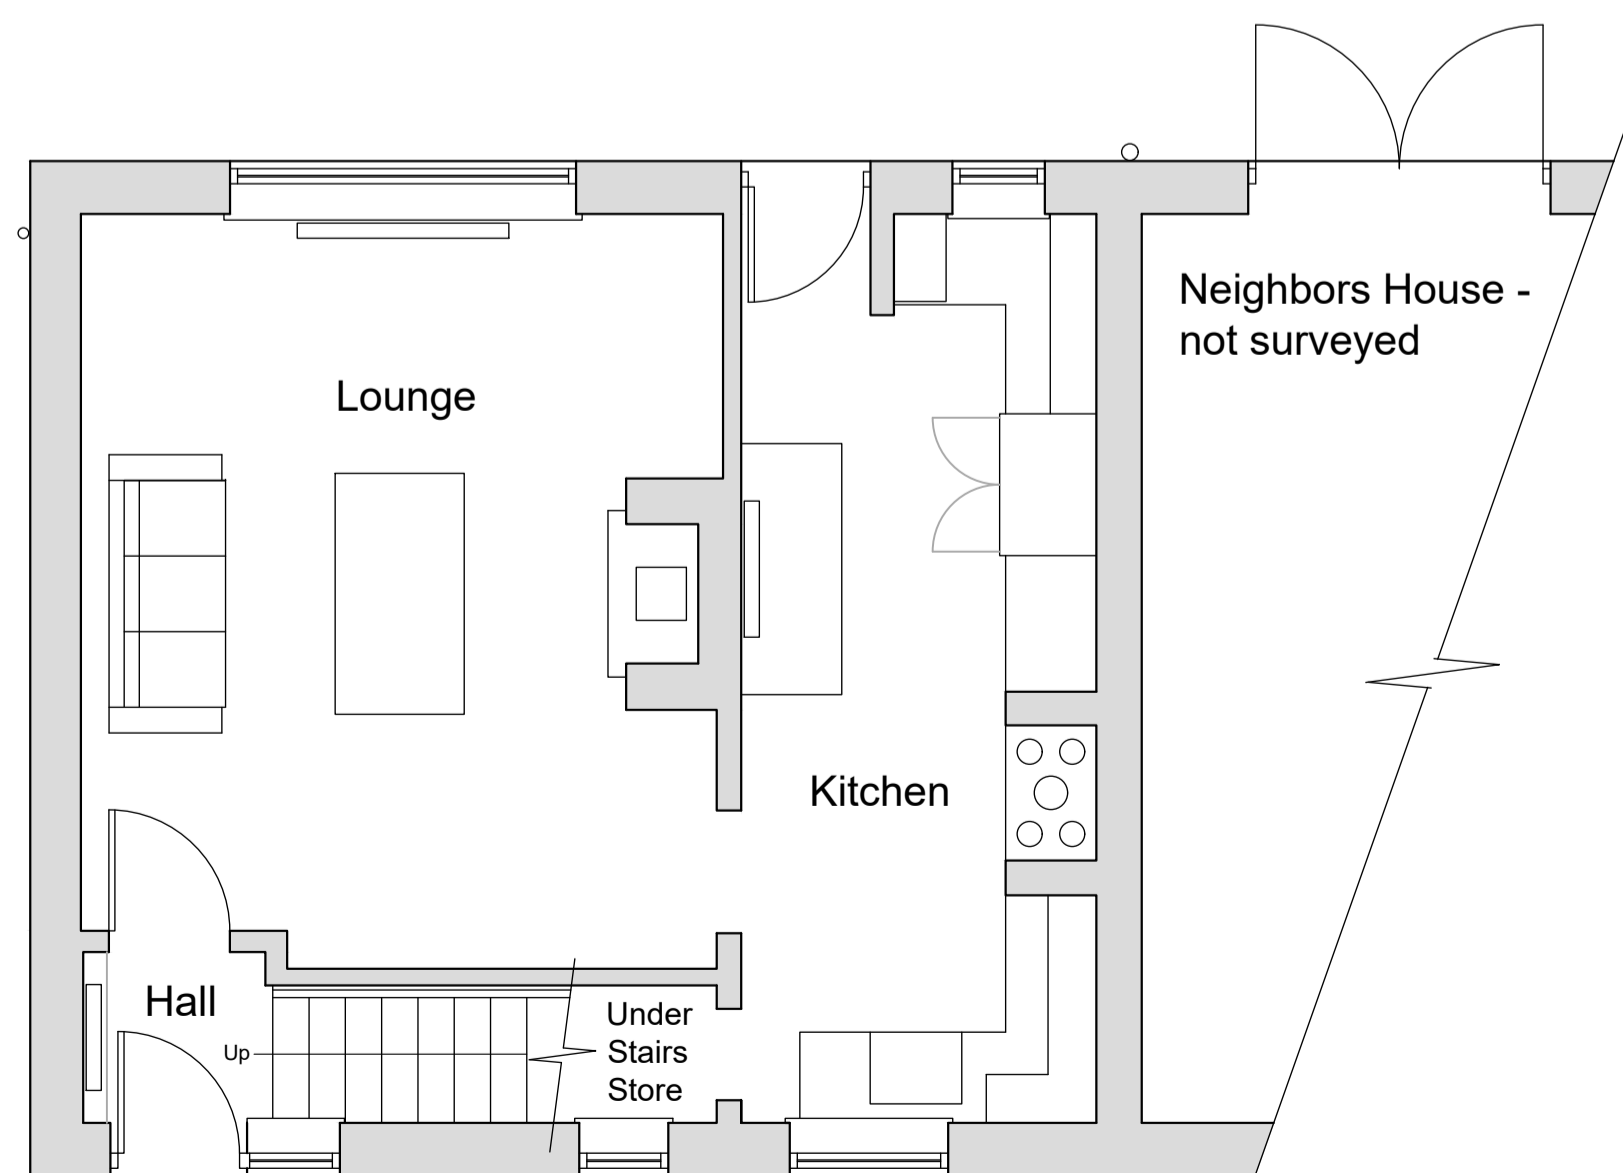 Neighbors House -
not surveyed
Lounge
Kitchen
Hall
Up
Under
Stairs
Store